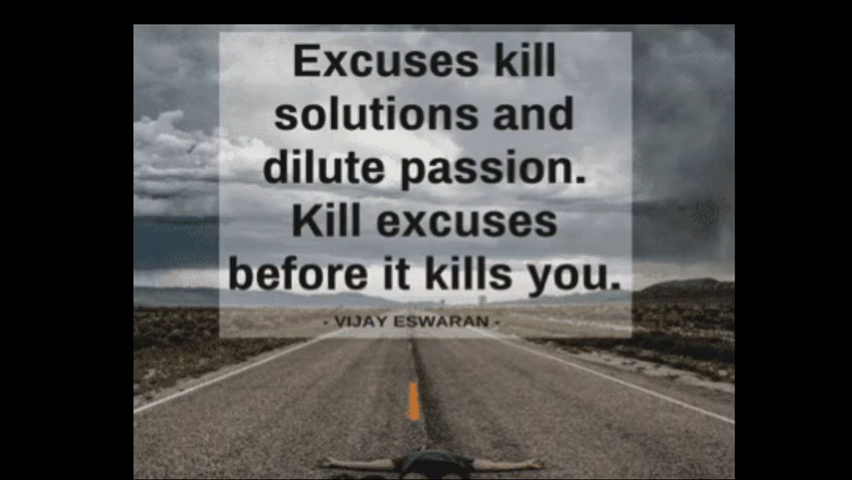 Excuses kill
solutions and
dilute passion.
Kill excuses
before it kills you.
- VIJAY ESWARAN -